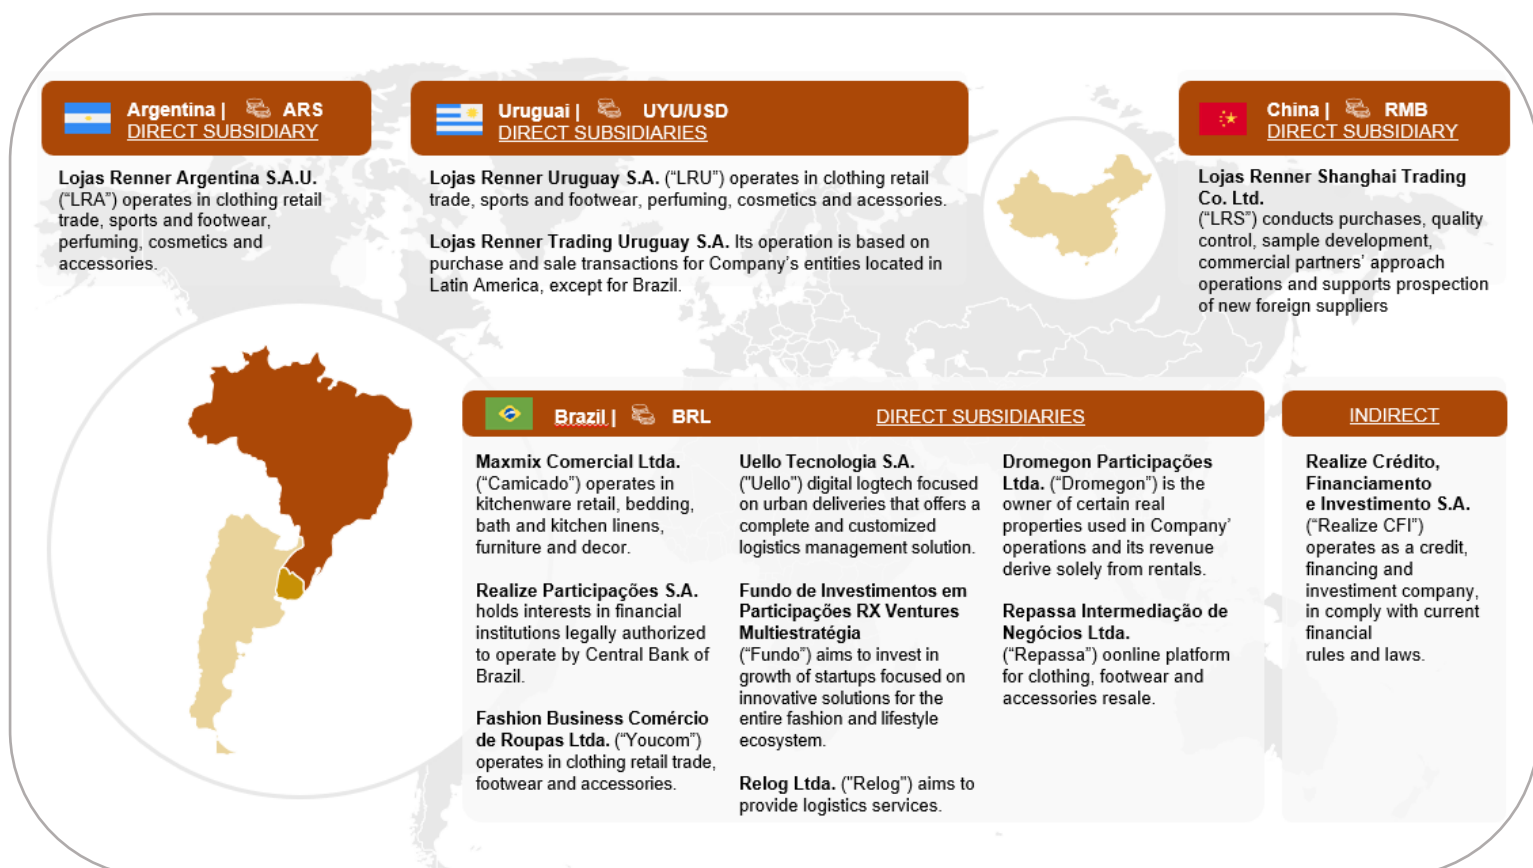 Argentina | ARS
DIRECT SUBSIDIARY
Lojas Renner Argentina S.A.U.
(“LRA”) operates in clothing retail
trade, sports and footwear,
perfuming, cosmetics and
accessories.
Uruguai | UYU/USD
DIRECT SUBSIDIARIES
Lojas Renner Uruguay S.A. (“LRU”) operates in clothing retail
trade, sports and footwear, perfuming, cosmetics and acessories.
Lojas Renner Trading Uruguay S.A. Its operation is based on
purchase and sale transactions for Company’s entities located in
Latin America, except for Brazil.
China | RMB
DIRECT SUBSIDIARY
Lojas Renner Shanghai Trading
Co. Ltd.
(“LRS”) conducts purchases, quality
control, sample development,
commercial partners’ approach
operations and supports prospection
of new foreign suppliers
Brazil | BRL
DIRECT SUBSIDIARIES
Maxmix Comercial Ltda.
(“Camicado”) operates in
kitchenware retail, bedding,
bath and kitchen linens,
furniture and decor.
Realize Participações S.A.
holds interests in financial
institutions legally authorized
to operate by Central Bank of
Brazil.
Fashion Business Comércio
de Roupas Ltda. (“Youcom”)
operates in clothing retail trade,
footwear and accessories.
Uello Tecnologia S.A.
("Uello") digital logtech focused
on urban deliveries that offers a
complete and customized
logistics management solution.
Fundo de Investimentos em
Participações RX Ventures
Multiestratégia
(“Fundo”) aims to invest in
growth of startups focused on
innovative solutions for the
entire fashion and lifestyle
ecosystem.
Relog Ltda. ("Relog") aims to
provide logistics services.
Dromegon Participações
Ltda. (“Dromegon”) is the
owner of certain real
properties used in Company’
operations and its revenue
derive solely from rentals.
Repassa Intermediação de
Negócios Ltda.
(“Repassa”) oonline platform
for clothing, footwear and
accessories resale.
INDIRECT
Realize Crédito,
Financiamento
e Investimento S.A.
(“Realize CFI”)
operates as a credit,
financing and
investiment company,
in comply with current
financial
rules and laws.